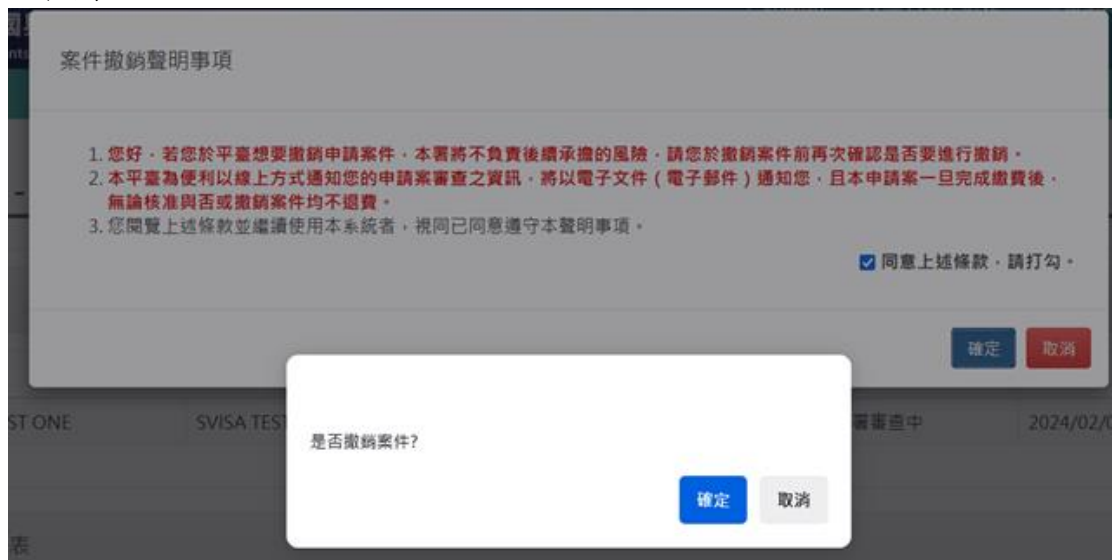 nts
案件撤銷聲明事項
1. 您好，若您於平臺想要撤銷申請案件，本署將不負責後續承擔的風險，請您於撤銷案件前再次確認是否要進行撤銷。
2. 本平臺為便利以線上方式通知您的申請案審查之資訊，將以電子文件（電子郵件）通知您，且本申請案一旦完成繳費後，
無論核准與否或撤銷案件均不退費。
3. 您閱覽上述條款並繼續使用本系統者，視同已同意遵守本聲明事項。
同意上述條款，請打勾。
確定 取消
ST ONE SVISA TEST 署審查中 2024/02/0
是否撤銷案件?
確定 取消
表